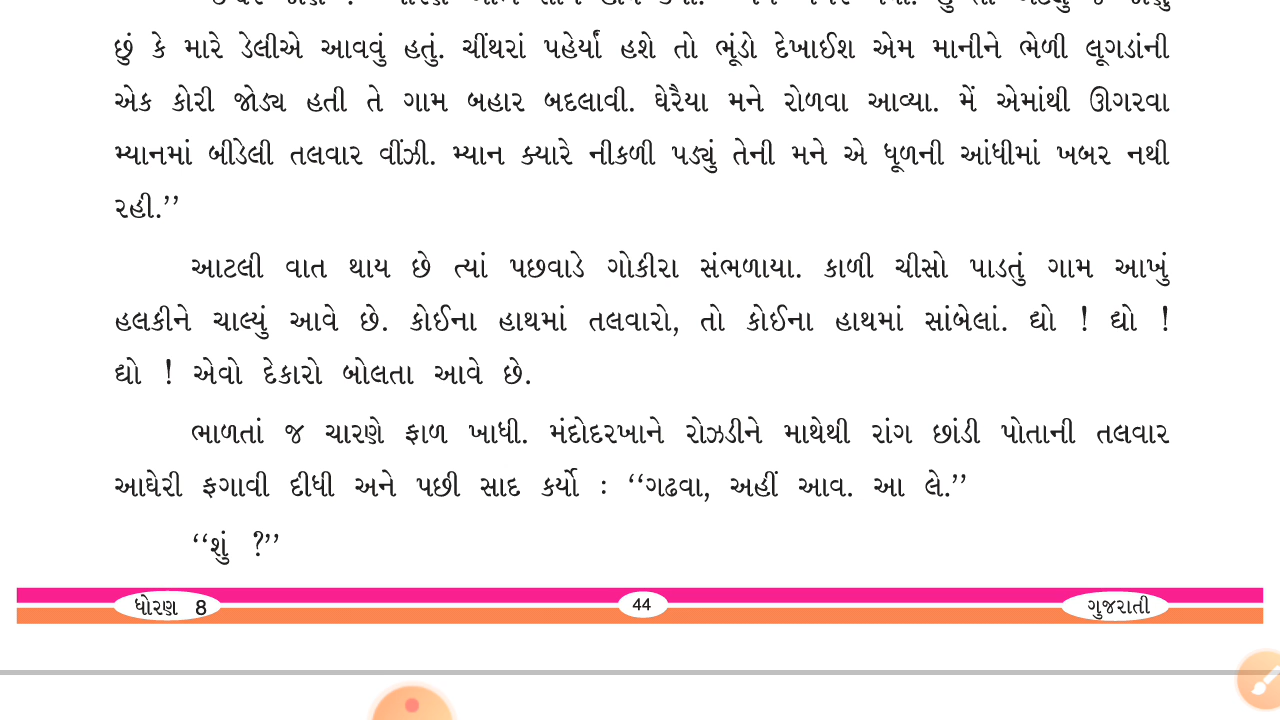 છું કે મારે ડેલીએ આવવું હતું. ચીંથરાં પહેર્યાં હશે તો ભૂંડો દેખાઈશ એમ માનીને ભેળી લૂગડાંની
એક કોરી જોડ્ય હતી તે ગામ બહાર બદલાવી. ઘેરૈયા મને રોળવા આવ્યા. મેં એમાંથી ઊગરવા
મ્યાનમાં બીડેલી તલવાર વીંઝી. મ્યાન ક્યારે નીકળી પડ્યું તેની મને એ ધૂળની આંધીમાં ખબર નથી
રહી.’’
આટલી વાત થાય છે ત્યાં પછવાડે ગોકીરા સંભળાયા. કાળી ચીસો પાડતું ગામ આખું
હલકીને ચાલ્યું આવે છે. કોઈના હાથમાં તલવારો, તો કોઈના હાથમાં સાંબેલાં. દ્યો ! દ્યો !
દ્યો ! એવો દેકારો બોલતા આવે છે.
ભાળતાં જ ચારણે ફાળ ખાધી. મંદોદરખાને રોઝડીને માથેથી રાંગ છાંડી પોતાની તલવાર
આઘેરી ફગાવી દીધી અને પછી સાદ કર્યો : ‘‘ગઢવા, અહીં આવ. આ લે.’’
‘‘શું ?’’
ધોરણ 8 44 ગુજરાતી